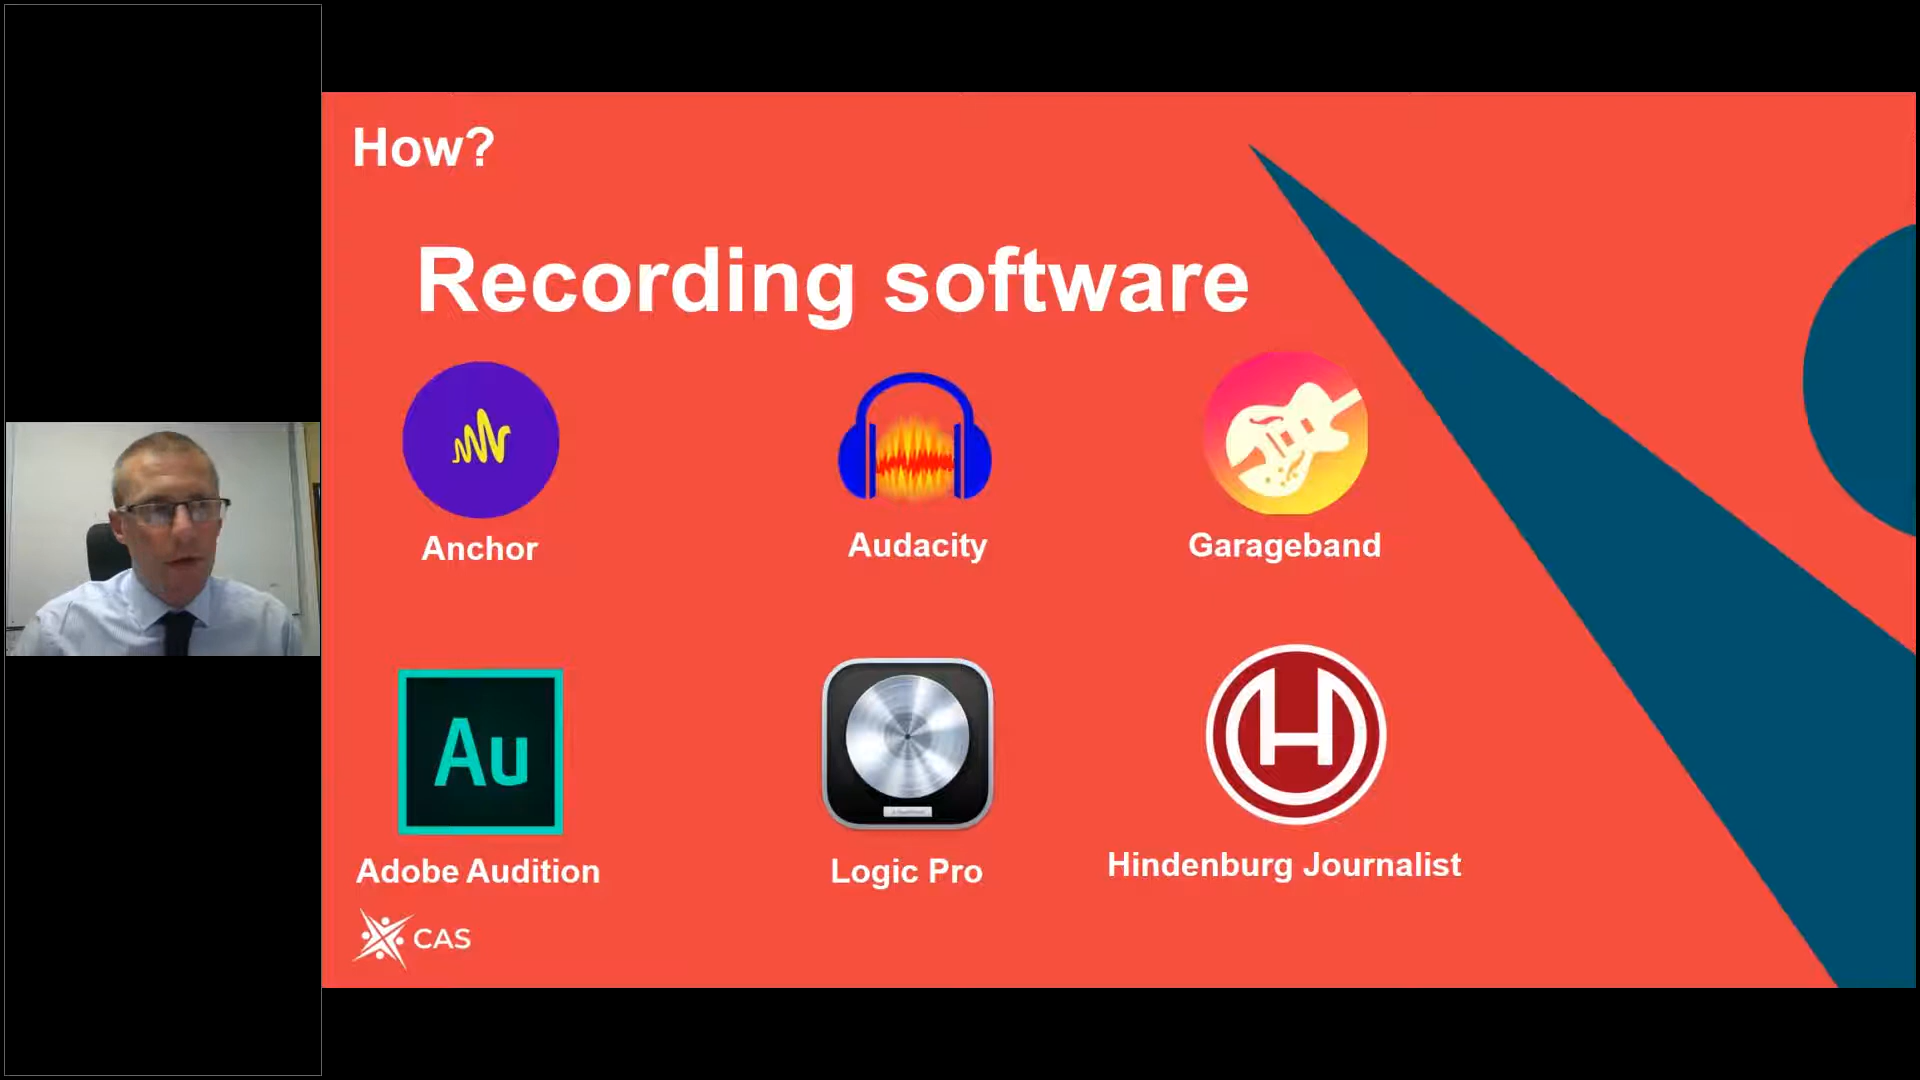 How?
Recording software
Anchor
Audacity
Garageband
Au
Adobe Audition
Logic Pro
Hindenburg Journalist
CAS